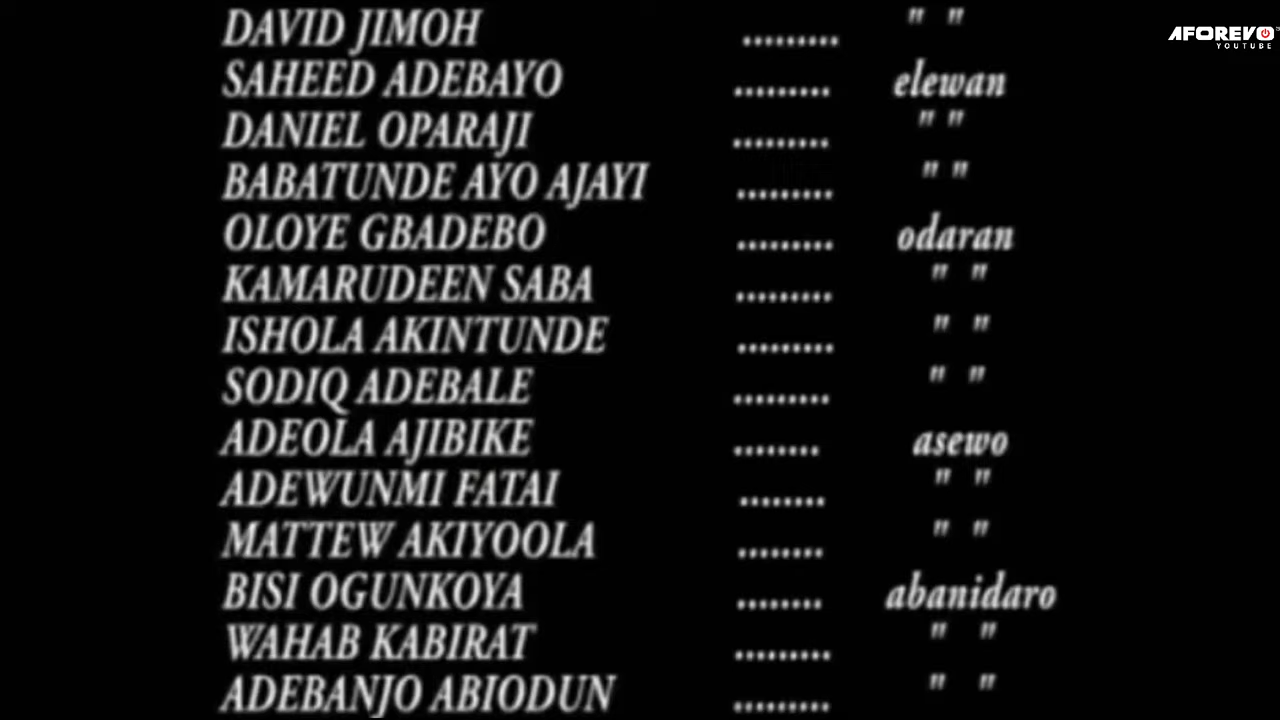 DAVID JIMOH ......... " "
AFOREVO
YOUTUBE
SAHEED ADEBAYO ......... elewan
DANIEL OPARAJI ......... " "
BABATUNDE AYO AJAYI ......... " "
OLOYE GBADEBO ......... odaran
KAMARUDEEN SABA ......... " "
ISHOLA AKINTUNDE ......... " "
SODIQ ADEBALE ......... " "
ADEOLA AJIBIKE ........ asewo
ADEWUNMI FATAI ........ " "
MATTEW AKIYOOLA ........ " "
BISI OGUNKOYA ........ abanidaro
WAHAB KABIRAT ......... " "
ADEBANJO ABIODUN ......... " "